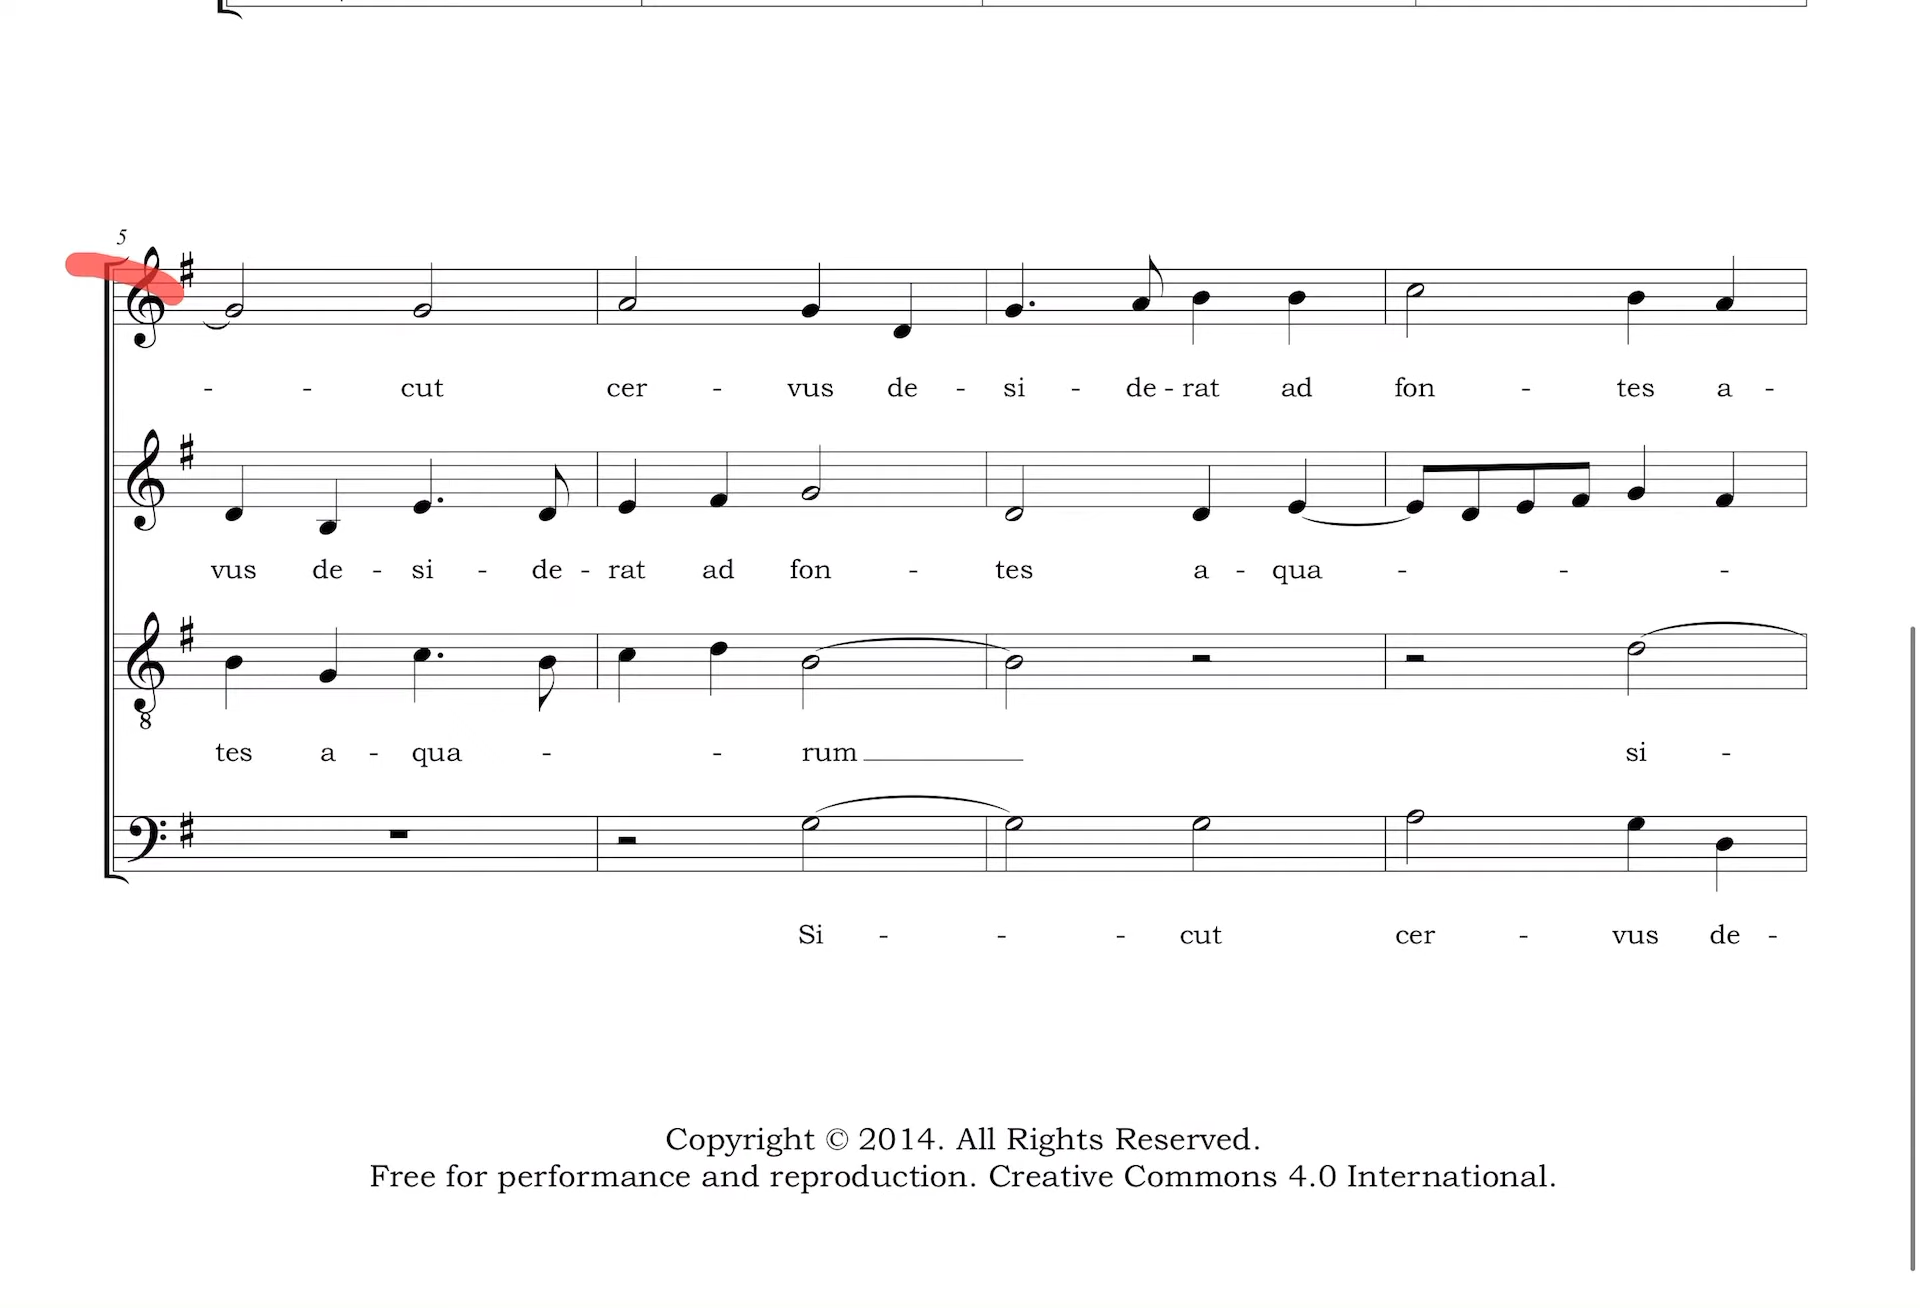 5
- - cut cer - vus de - si - de - rat ad fon - tes a -
vus de - si - de - rat ad fon - tes a - qua - - -
8
tes a - qua - - rum si -
Si - - - cut cer - vus de -
Copyright © 2014. All Rights Reserved.
Free for performance and reproduction. Creative Commons 4.0 International.